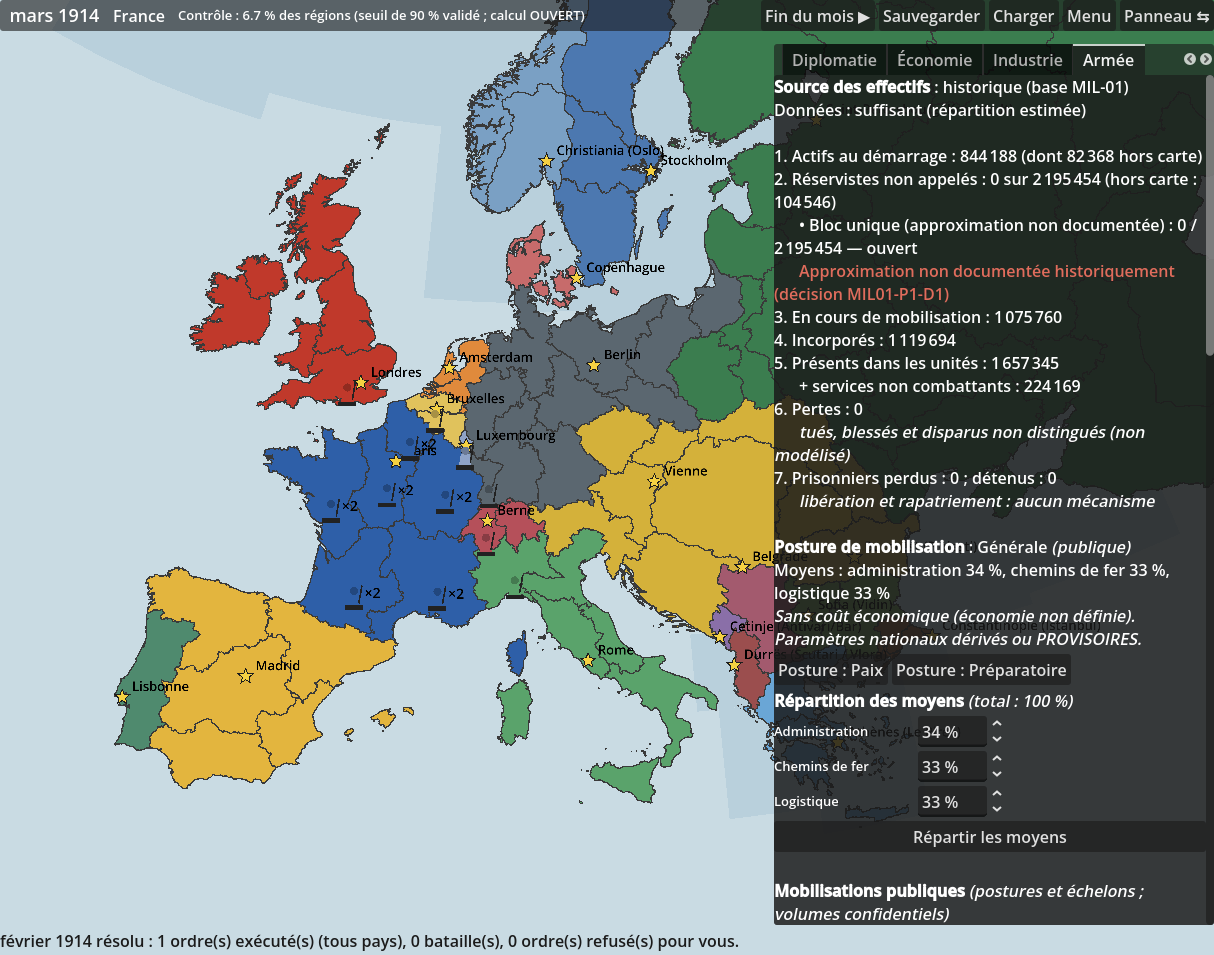 mars 1914 France Contrôle : 6.7 % des régions (seuil de 90 % validé ; calcul OUVERT) Fin du mois ▶ Sauvegarder Charger Menu Panneau ⇆
Diplomatie Économie Industrie Armée
Source des effectifs : historique (base MIL-01)
Données : suffisant (répartition estimée)
1. Actifs au démarrage : 844 188 (dont 82 368 hors carte)
2. Réservistes non appelés : 0 sur 2 195 454 (hors carte :
104 546)
• Bloc unique (approximation non documentée) : 0 /
2 195 454 — ouvert
Approximation non documentée historiquement
(décision MIL01-P1-D1)
3. En cours de mobilisation : 1 075 760
4. Incorporés : 1 119 694
5. Présents dans les unités : 1 657 345
+ services non combattants : 224 169
6. Pertes : 0
tués, blessés et disparus non distingués (non
modélisé)
7. Prisonniers perdus : 0 ; détenus : 0
libération et rapatriement : aucun mécanisme
Posture de mobilisation : Générale (publique)
Moyens : administration 34 %, chemins de fer 33 %,
logistique 33 %
Sans coût économique (économie non définie).
Paramètres nationaux dérivés ou PROVISOIRES.
Posture : Paix Posture : Préparatoire
Répartition des moyens (total : 100 %)
Administration 34 %
Chemins de fer 33 %
Logistique 33 %
Répartir les moyens
Mobilisations publiques (postures et échelons ;
volumes confidentiels)
Christiania (Oslo)
Stockholm
Copenhague
Berlin
Amsterdam
Londres
Bruxelles
Luxembourg
×2
aris
Vienne
×2
×2
×2
Berne
Belgrade
×2
×2
Sofia (Vidin)
Constantinople (Istanbul)
Cetinje (Antivari/Bar)
Rome
Durrës (Scutari / Vlora)
Madrid
Lisbonne
février 1914 résolu : 1 ordre(s) exécuté(s) (tous pays), 0 bataille(s), 0 ordre(s) refusé(s) pour vous.